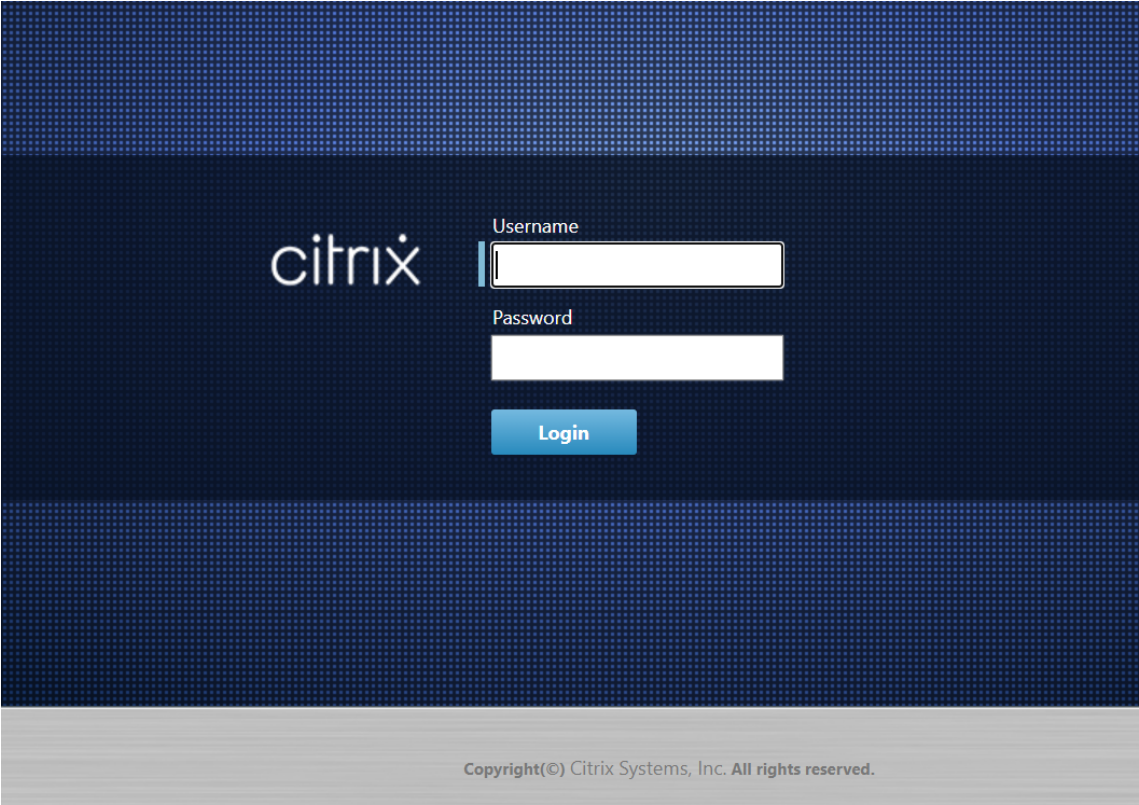 citrix
Username
Password
Login
Copyright(©) Citrix Systems, Inc. All rights reserved.